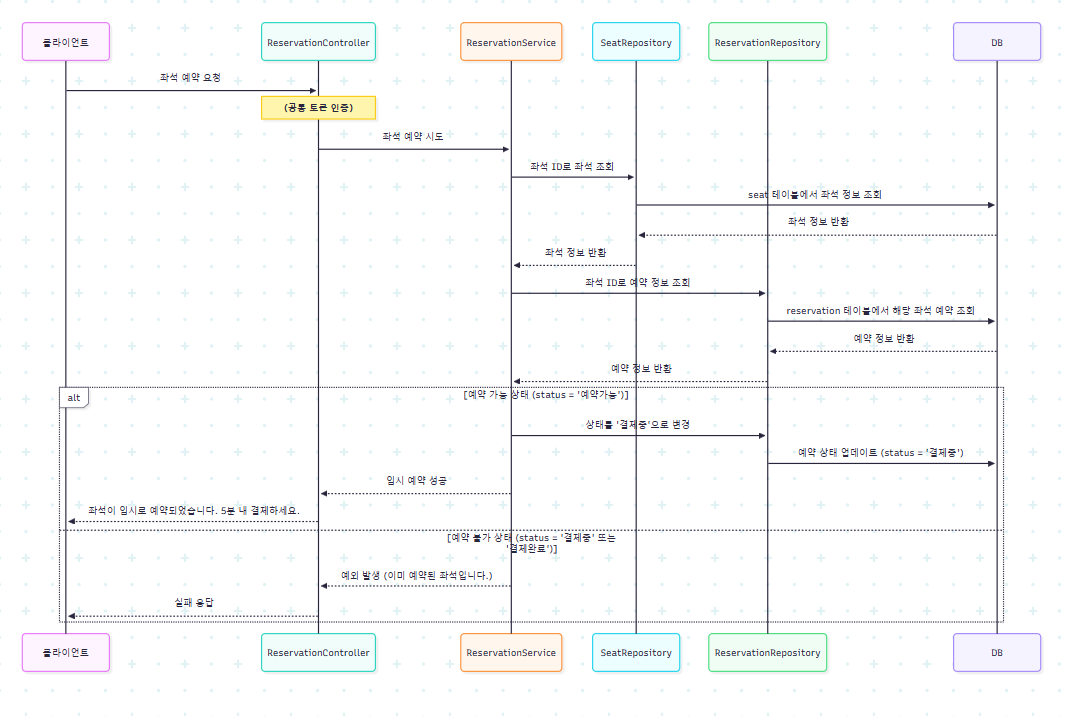 클라이언트
ReservationController
ReservationService
SeatRepository
ReservationRepository
DB
좌석 예약 요청
(공통 토큰 인증)
좌석 예약 시도
좌석 ID로 좌석 조회
seat 테이블에서 좌석 정보 조회
좌석 정보 반환
좌석 정보 반환
좌석 ID로 예약 정보 조회
reservation 테이블에서 해당 좌석 예약 조회
예약 정보 반환
예약 정보 반환
alt
[예약 가능 상태 (status = '예약가능')]
상태를 '결제중'으로 변경
예약 상태 업데이트 (status = '결제중')
임시 예약 성공
좌석이 임시로 예약되었습니다. 5분 내 결제하세요.
[예약 불가 상태 (status = '결제중' 또는
'결제완료')]
예외 발생 (이미 예약된 좌석입니다.)
실패 응답
클라이언트
ReservationController
ReservationService
SeatRepository
ReservationRepository
DB